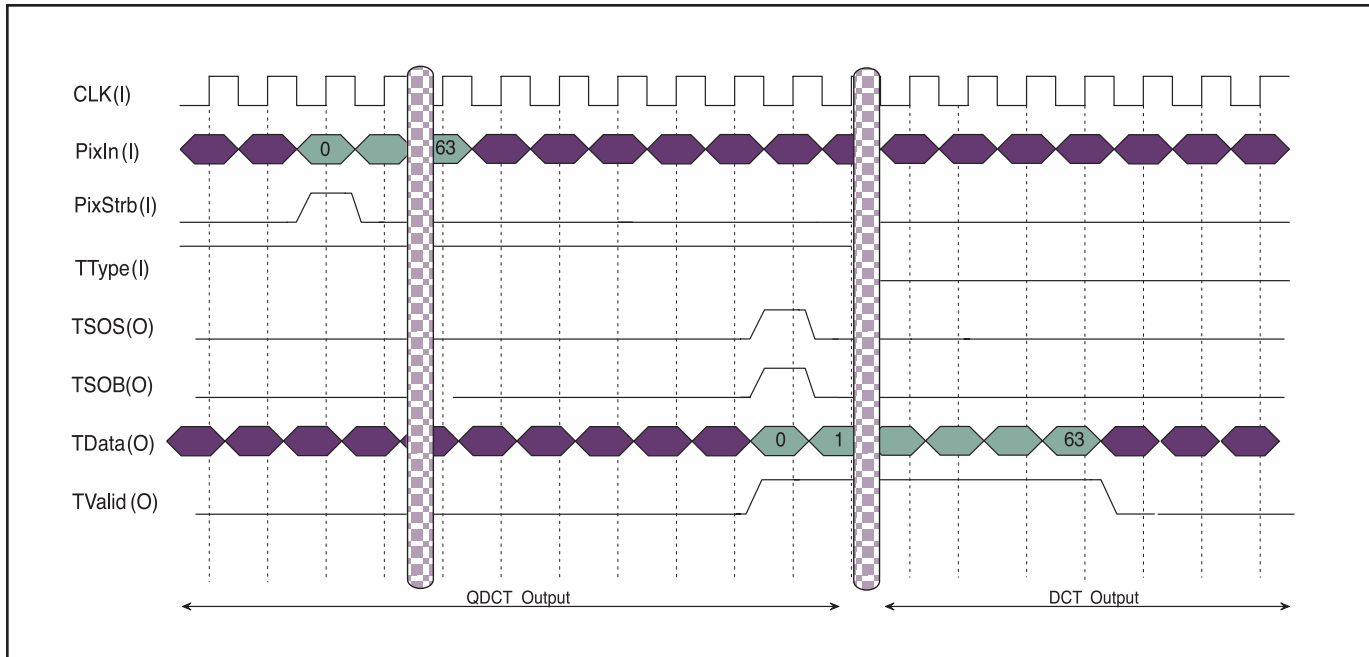 CLK(I)
PixIn(I)
0
63
PixStrb(I)
TType(I)
TSOS(O)
TSOB(O)
TData(O)
0
1
63
TValid(O)
QDCT Output
DCT Output